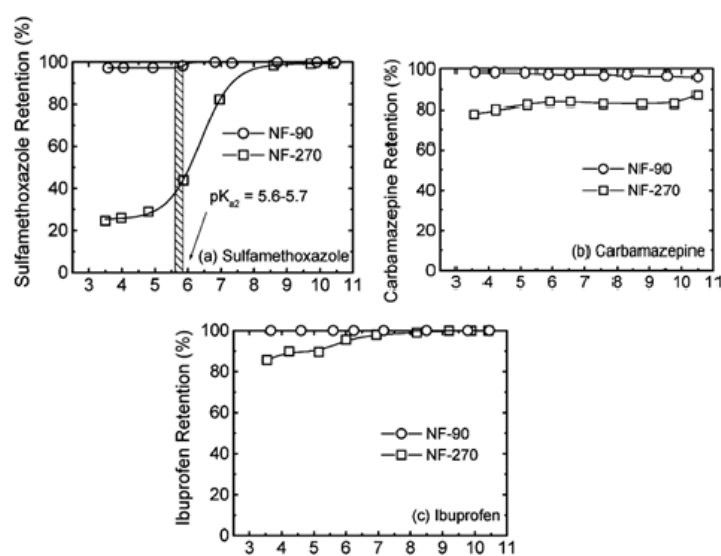 Sulfamethoxazole Retention (%)
100
80
60
40
20
0
NF-90
NF-270
pKa2 = 5.6-5.7
(a) Sulfamethoxazole
3 4 5 6 7 8 9 10 11
Carbamazepine Retention (%)
100
80
60
40
20
0
NF-90
NF-270
(b) Carbamazepine
3 4 5 6 7 8 9 10 11
Ibuprofen Retention (%)
100
80
60
40
20
0
NF-90
NF-270
(c) Ibuprofen
3 4 5 6 7 8 9 10 11